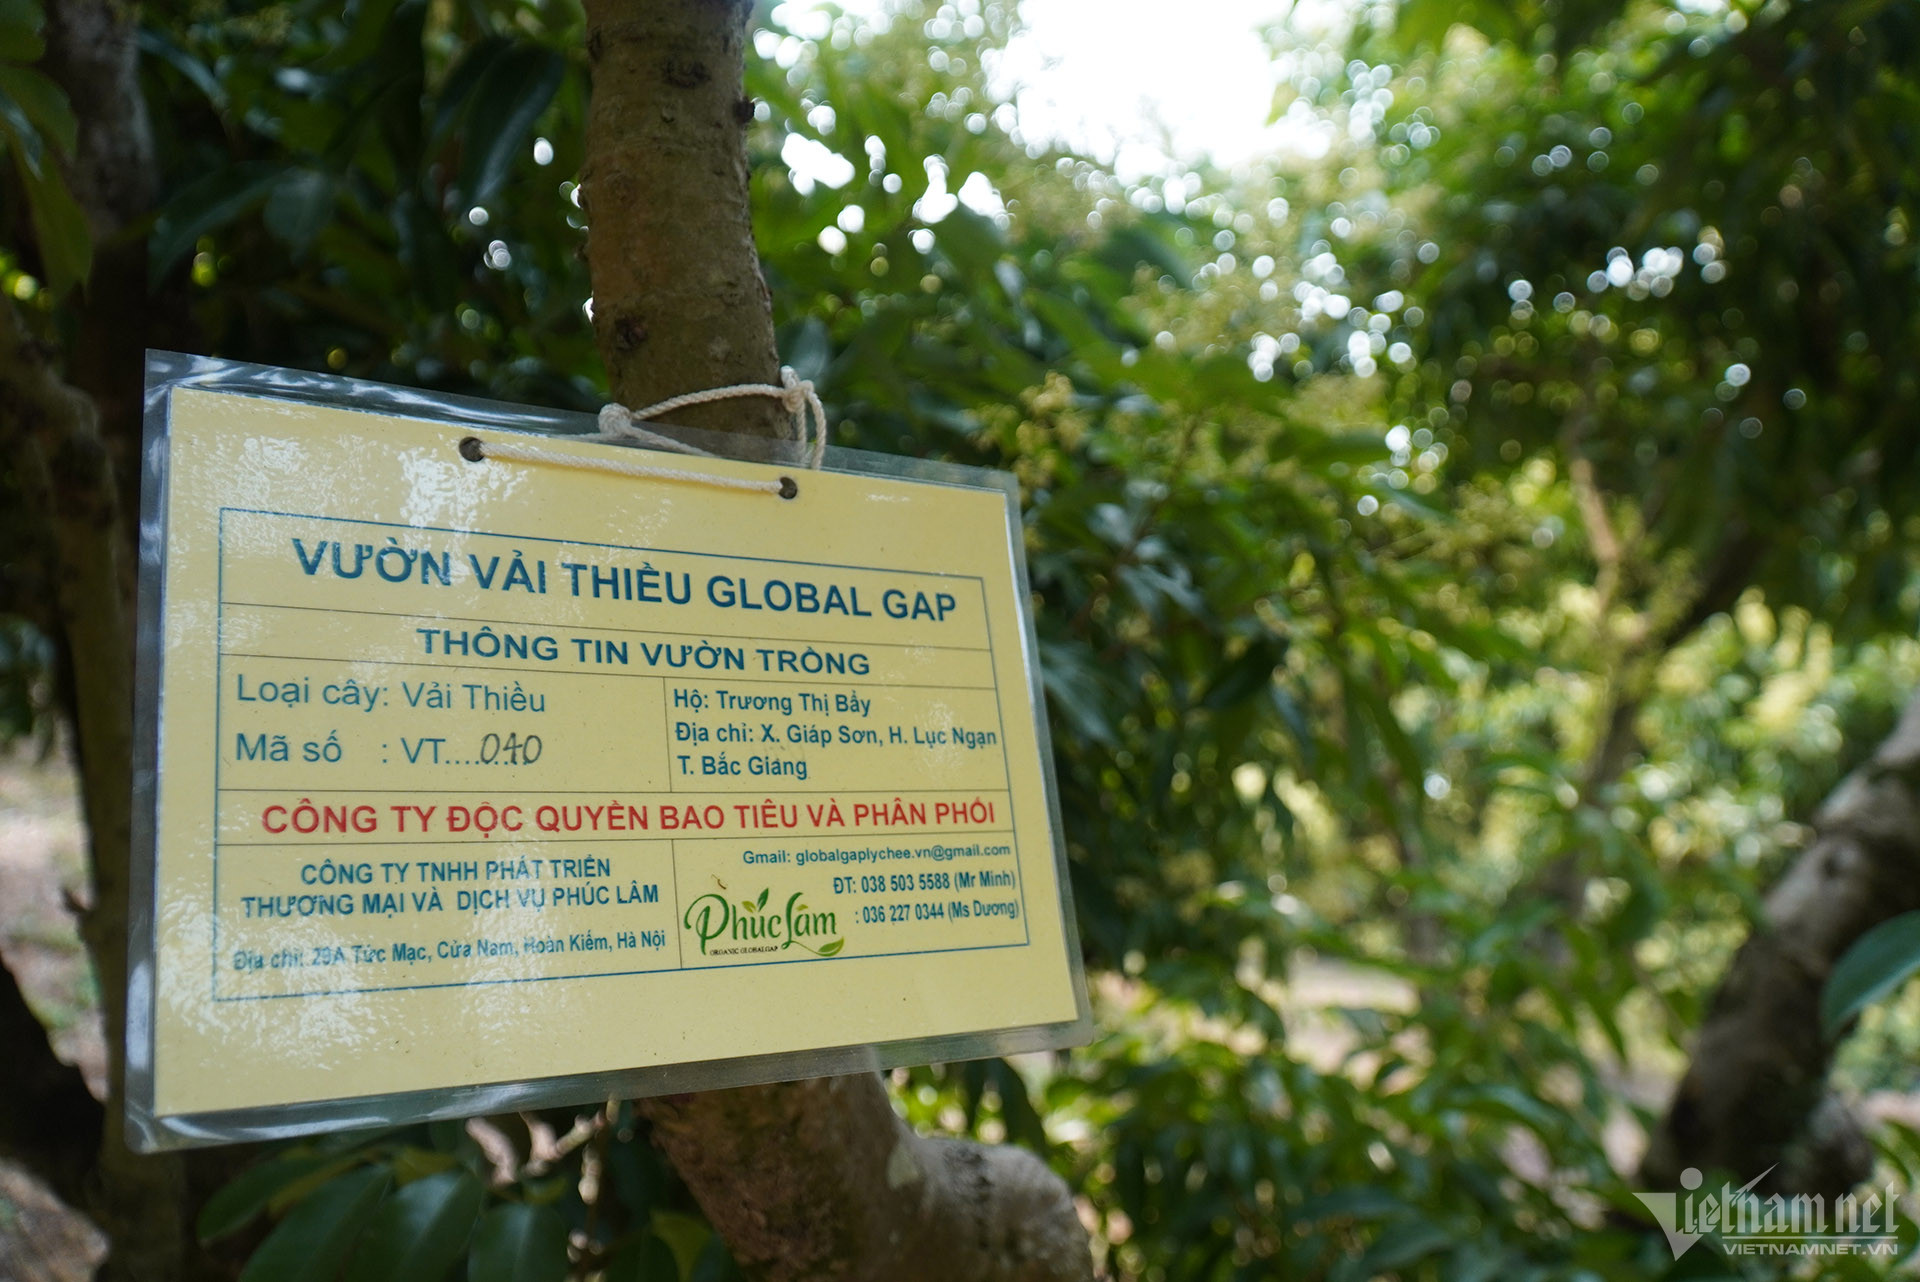 VƯỜN VẢI THIỀU GLOBAL GAP
THÔNG TIN VƯỜN TRỒNG
Loại cây: Vải Thiều
Mã số : VT....040
Hộ: Trương Thị Bầy
Địa chỉ: X. Giáp Sơn, H. Lục Ngạn
T. Bắc Giang
CÔNG TY ĐỘC QUYỀN BAO TIÊU VÀ PHÂN PHỐI
CÔNG TY TNHH PHÁT TRIỂN
THƯƠNG MẠI VÀ DỊCH VỤ PHÚC LÂM
Địa chỉ: 29A Tức Mạc, Cửa Nam, Hoàn Kiếm, Hà Nội
Gmail: globalgaplychee.vn@gmail.com
ĐT: 038 503 5588 (Mr Minh)
: 036 227 0344 (Ms Dương)
Phúc Lâm
ORGANIC GLOBALGAP
Vietnamnet
VIETNAMNET.VN